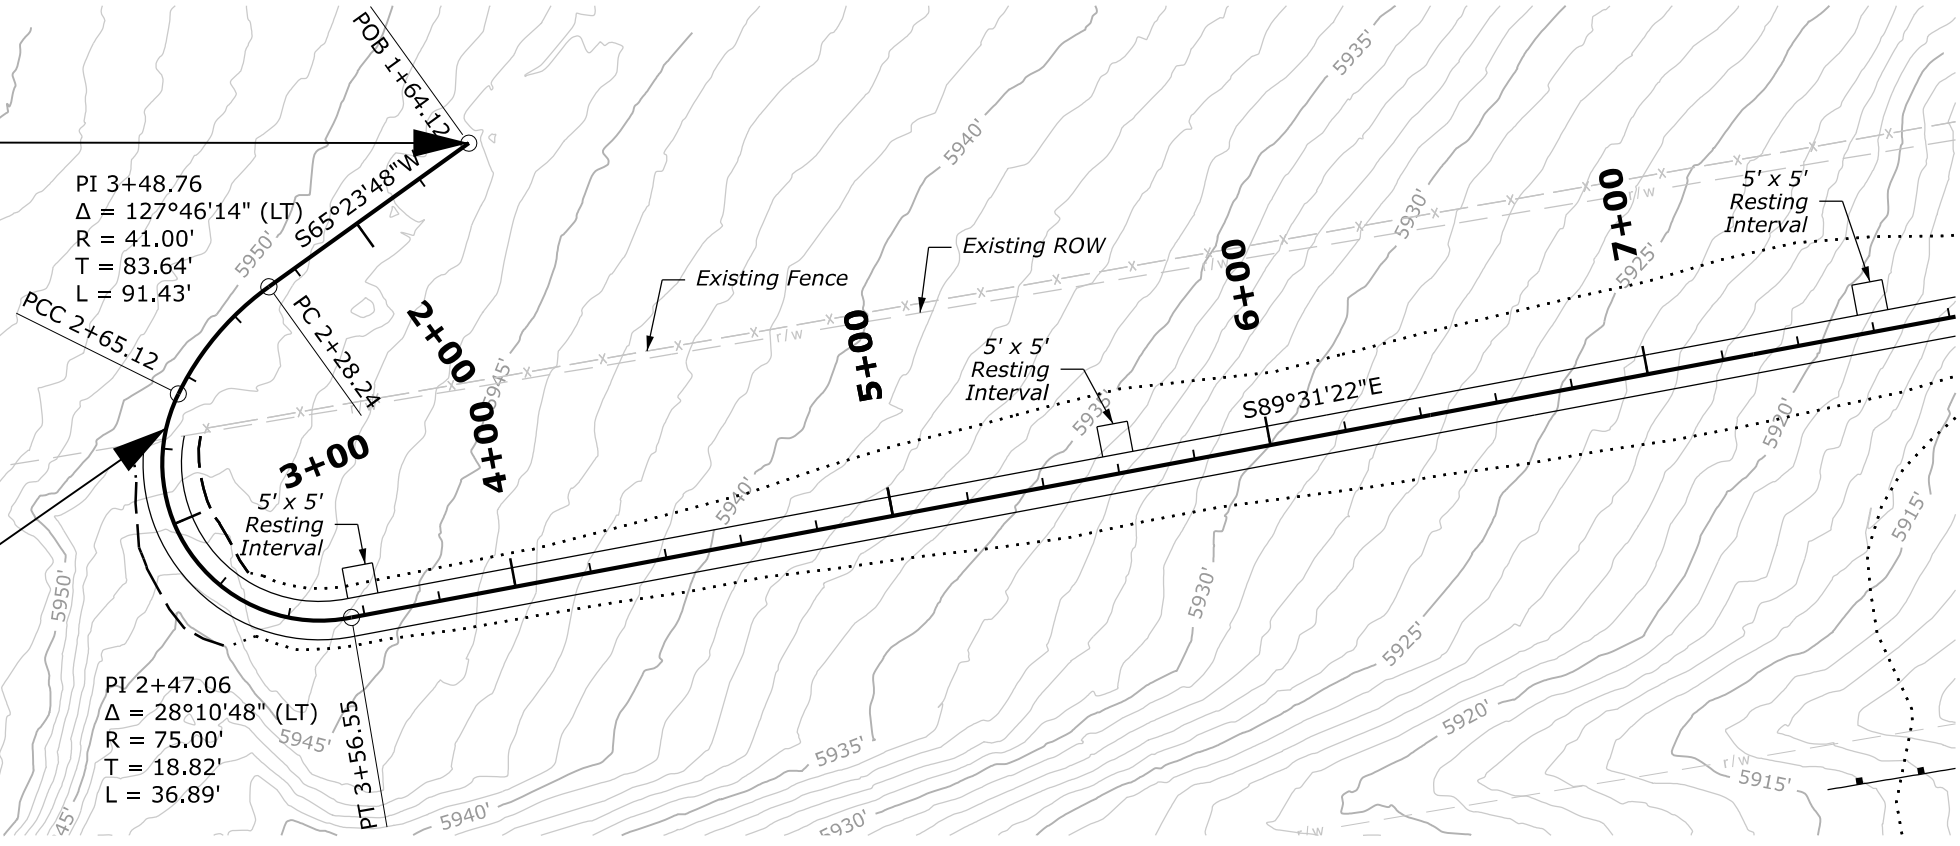 POB 1+64.12
S65°23'48"W
PI 3+48.76
Δ = 127°46'14" (LT)
R = 41.00'
T = 83.64'
L = 91.43'
PCC 2+65.12
PC 2+28.24
5950'
2+00
3+00
4+00
5+00
6+00
7+00
Existing Fence
Existing ROW
5' x 5'
Resting
Interval
5' x 5'
Resting
Interval
5' x 5'
Resting
Interval
S89°31'22"E
5945'
5940'
5940'
5935'
5935'
5930'
5930'
5925'
5925'
5920'
5920'
5915'
5915'
5950'
5945'
45'
5940'
5935'
5930'
r/w
r/w
r/w
r/w
r/w
PI 2+47.06
Δ = 28°10'48" (LT)
R = 75.00'
T = 18.82'
L = 36.89'
PT 3+56.55